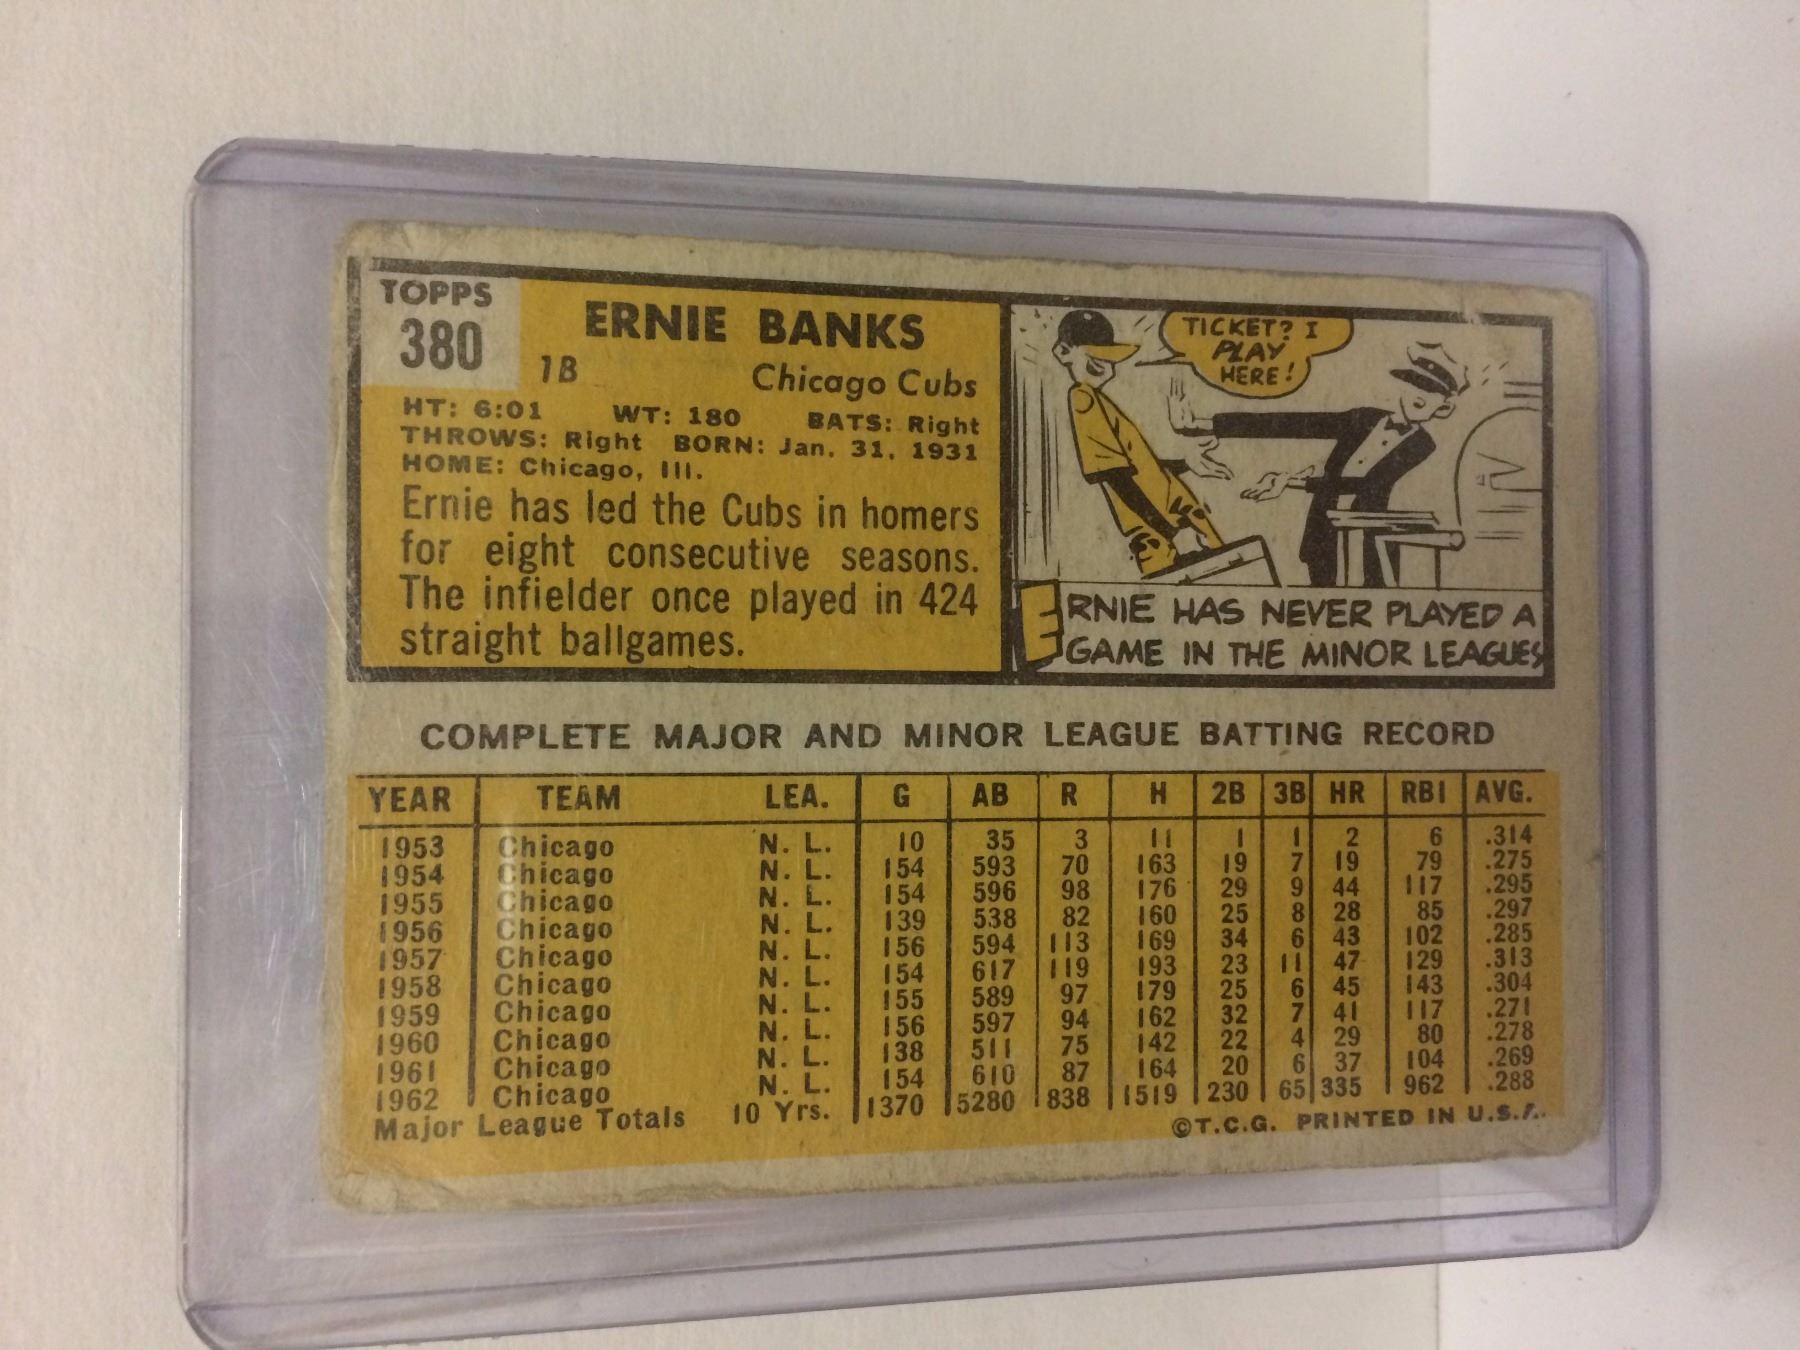 TOPPS
380
ERNIE BANKS
1B
Chicago Cubs
HT: 6:01 WT: 180 BATS: Right
THROWS: Right BORN: Jan. 31, 1931
HOME: Chicago, Ill.
Ernie has led the Cubs in homers
for eight consecutive seasons.
The infielder once played in 424
straight ballgames.
TICKET? I
PLAY
HERE!
ERNIE HAS NEVER PLAYED A
GAME IN THE MINOR LEAGUES
COMPLETE MAJOR AND MINOR LEAGUE BATTING RECORD
YEAR TEAM LEA. G AB R H 2B 3B HR RBI AVG.
1953 Chicago N. L. 10 35 3 11 1 1 2 6 .314
1954 Chicago N. L. 154 593 70 163 19 7 19 79 .275
1955 Chicago N. L. 154 596 98 176 29 9 44 117 .295
1956 Chicago N. L. 139 538 82 160 25 8 28 85 .297
1957 Chicago N. L. 156 594 113 169 34 6 43 102 .285
1958 Chicago N. L. 154 617 119 193 23 11 47 129 .313
1959 Chicago N. L. 155 589 97 179 25 6 45 143 .304
1960 Chicago N. L. 156 597 94 162 32 7 41 117 .271
1961 Chicago N. L. 138 511 75 142 22 4 29 80 .278
1962 Chicago N. L. 154 610 87 164 20 6 37 104 .269
Major League Totals 10 Yrs. 1370 5280 838 1519 230 65 335 962 .288
©T.C.G. PRINTED IN U.S.A.